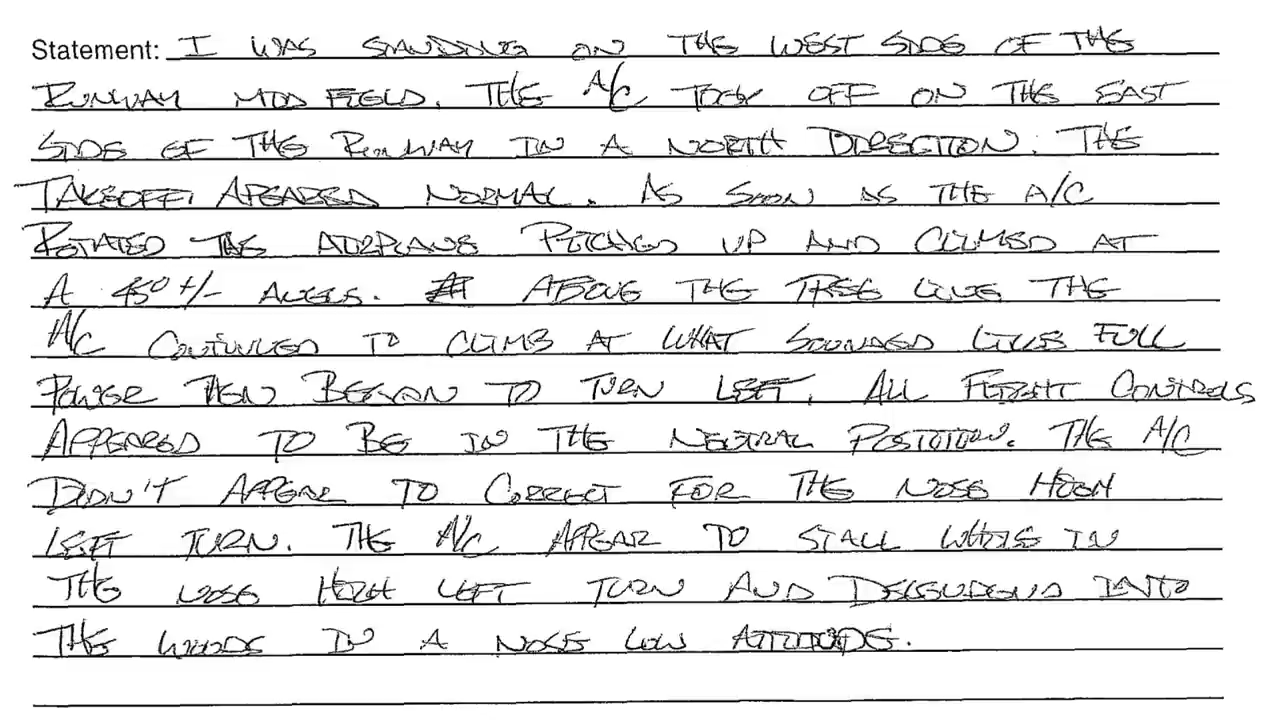 Statement: I WAS STANDING ON THE WEST SIDE OF THE
RUNWAY MID FIELD. THE A/C TOOK OFF ON THE EAST
SIDE OF THE RUNWAY IN A NORTH DIRECTION. THE
TAKEOFF APEARED NORMAL. AS SOON AS THE A/C
ROTATED THE AIRPLANE PITCHED UP AND CLIMED AT
A 45° +/- ANGLE. ABOVE THE TREE LINE THE
A/C CONTINUED TO CLIMB AT WHAT SOUNDED LIKE FULL
POWER THEN BEGAN TO TURN LEFT. ALL FLIGHT CONTROLS
APPEARED TO BE IN THE NEUTRAL POSITION. THE A/C
DIDN'T APPEAR TO CORRECT FOR THE NOSE HIGH
LEFT TURN. THE A/C APPEAR TO STALL WHILE IN
THE NOSE HIGH LEFT TURN AND DESCENDED INTO
THE WOODS IN A NOSE LOW ATTITUDE.